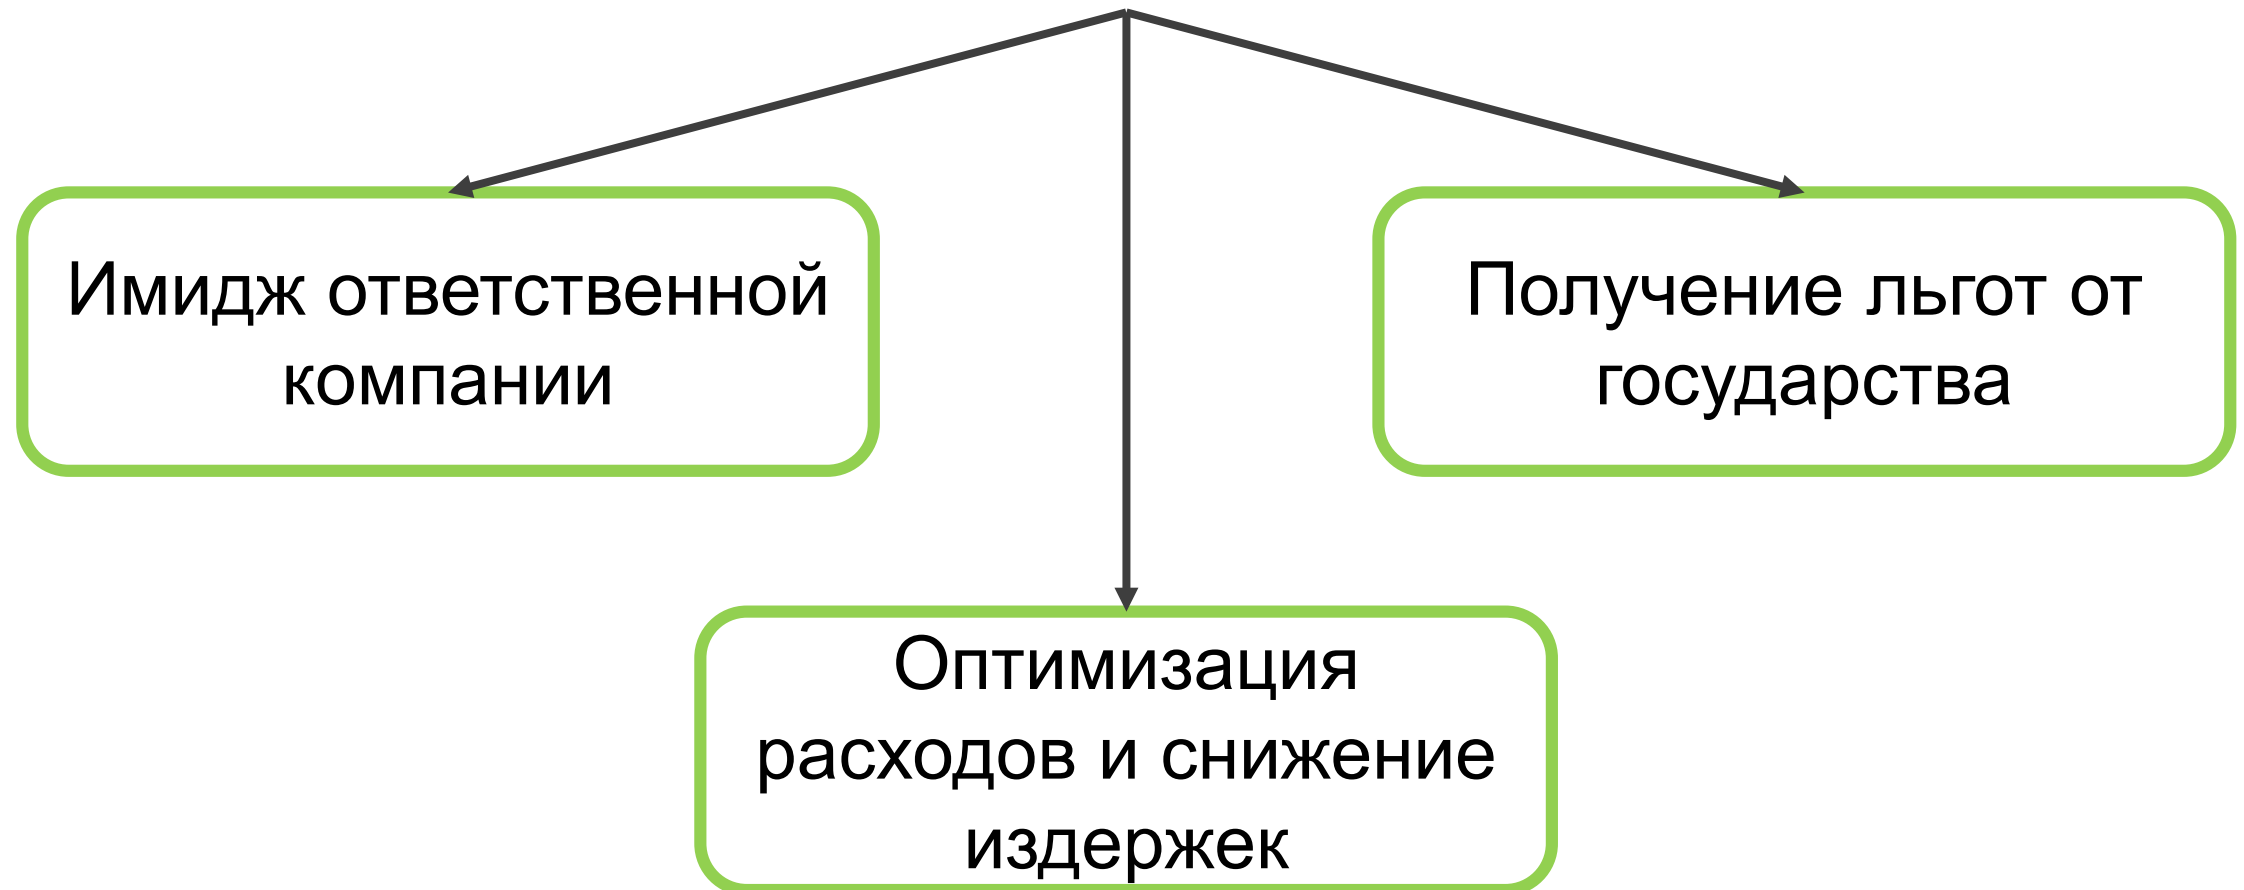 Имидж ответственной
компании
Получение льгот от
государства
Оптимизация
расходов и снижение
издержек